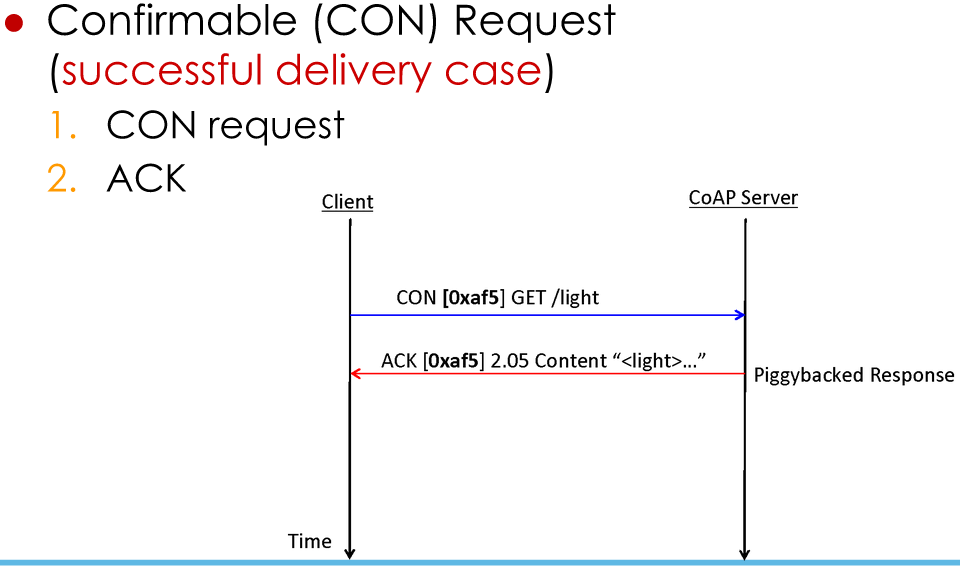 ● Confirmable (CON) Request
(successful delivery case)
1. CON request
2. ACK
Client
CoAP Server
CON [0xaf5] GET /light
ACK [0xaf5] 2.05 Content “<light>…”
Piggybacked Response
Time